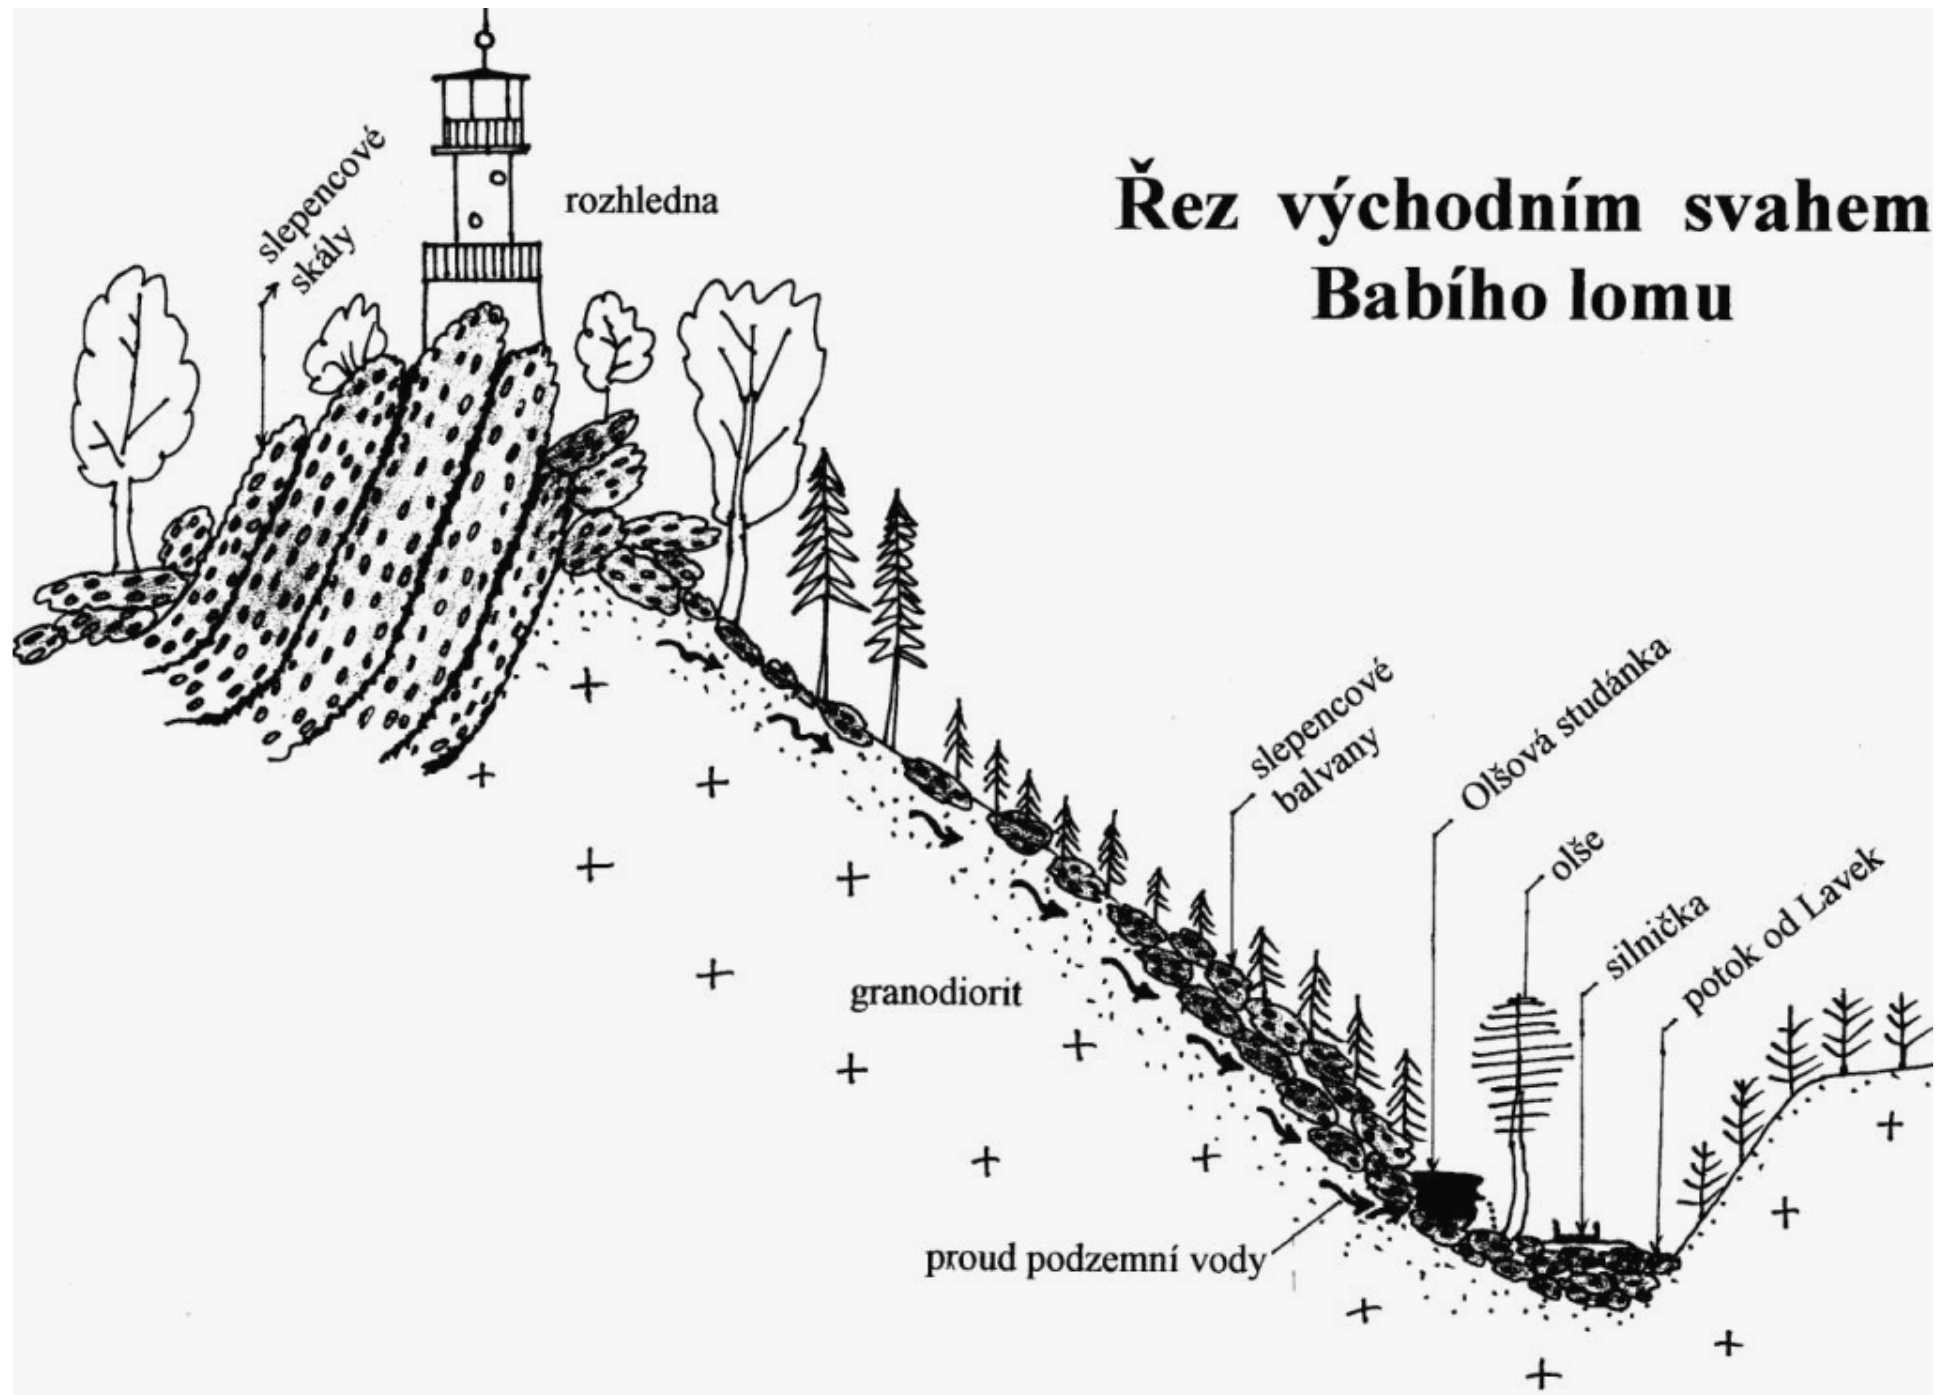 Řez východním svahem
Babího lomu
slepencové
skály
rozhledna
slepencové
balvany
Olšová studánka
olše
silnička
potok od Lavek
granodiorit
proud podzemní vody